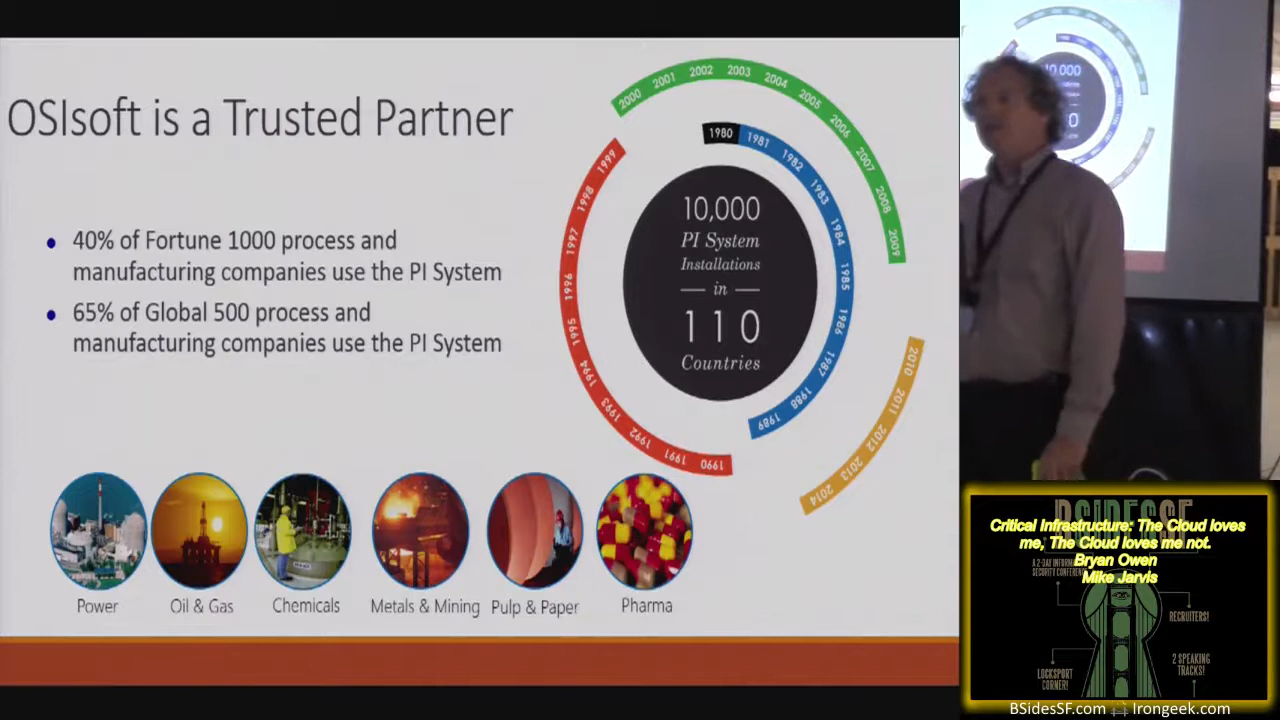 OSIsoft is a Trusted Partner
40% of Fortune 1000 process and
manufacturing companies use the PI System
65% of Global 500 process and
manufacturing companies use the PI System
1980 1981 1982 1983 1984 1985 1986 1987 1988 1989
1990 1991 1992 1993 1994 1995 1996 1997 1998 1999
2000 2001 2002 2003 2004 2005 2006 2007 2008 2009
2010 2011 2012 2013 2014
10,000
PI System
Installations
in
110
Countries
Power
Oil & Gas
Chemicals
Metals & Mining
Pulp & Paper
Pharma
BSIDESSF
Critical Infrastructure: The Cloud loves
me, The Cloud loves me not.
Bryan Owen
Mike Jarvis
A 2-DAY
SECURITY
RECRUITERS!
LOCKSPORT
CORNER!
2 SPEAKING
TRACKS!
BSidesSF.com
Irongeek.com